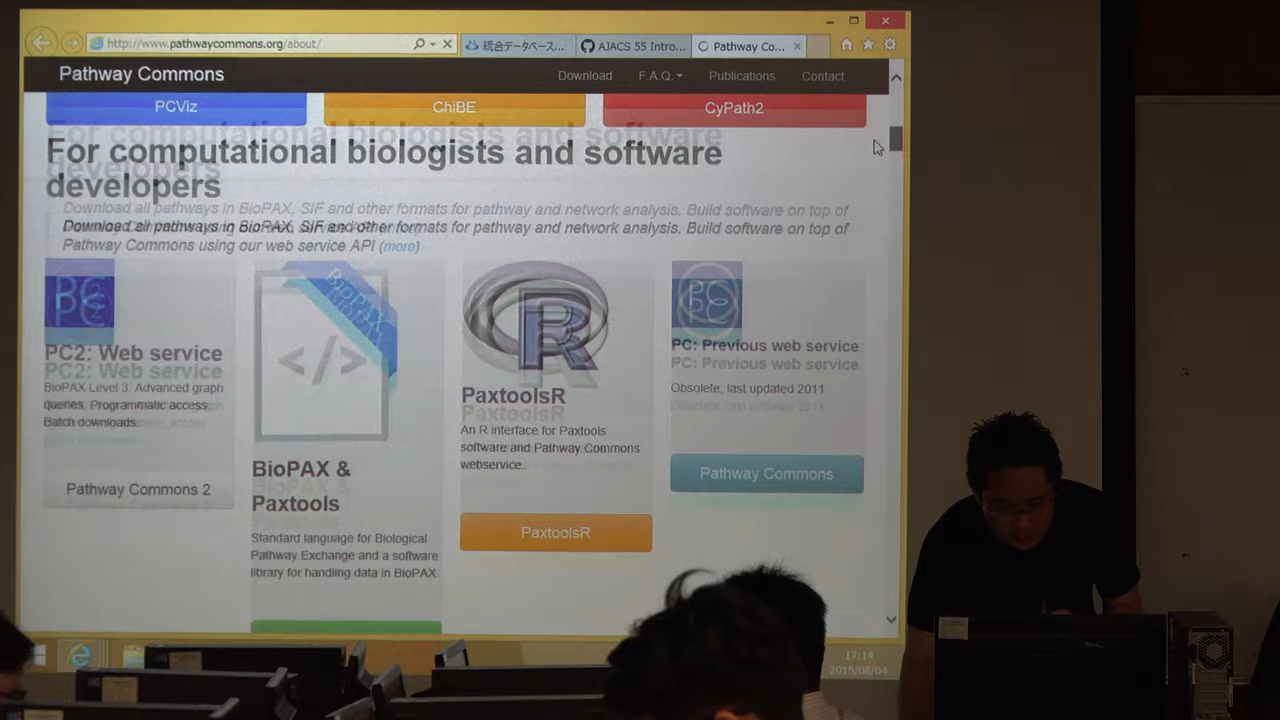 http://www.pathwaycommons.org/about/
統合データベース...
AJACS 55 Intro...
Pathway Co...
Pathway Commons
Download
F.A.Q.
Publications
Contact
PCViz
ChiBE
CyPath2
For computational biologists and software
developers
Download all pathways in BioPAX, SIF and other formats for pathway and network analysis. Build software on top of
Pathway Commons using our web service API (more)
PC2: Web service
BioPAX Level 3. Advanced graph
queries. Programmatic access.
Batch downloads.
Pathway Commons 2
BioPAX
</>
BioPAX &
Paxtools
Standard language for Biological
Pathway Exchange and a software
library for handling data in BioPAX.
R
PaxtoolsR
An R interface for Paxtools
software and Pathway Commons
webservice.
PaxtoolsR
PC
PC: Previous web service
Obsolete, last updated 2011
Pathway Commons
17:14
2015/08/04